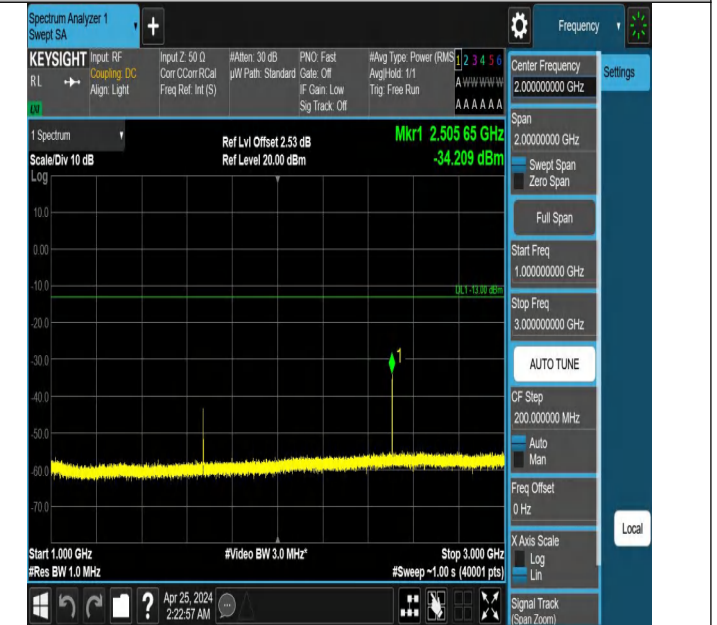 Spectrum Analyzer 1
Swept SA
+
Frequency
KEYSIGHT
RL
Input: RF
Coupling: DC
Align: Light
Input Z: 50 Ω
Corr CCorr RCal
Freq Ref: Int (S)
#Atten: 30 dB
µW Path: Standard
PNO: Fast
Gate: Off
IF Gain: Low
Sig Track: Off
#Avg Type: Power (RMS
Avg|Hold: 1/1
Trig: Free Run
1 2 3 4 5 6
A W W W W W
A A A A A A
1 Spectrum
Scale/Div 10 dB
Log
Ref Lvl Offset 2.53 dB
Ref Level 20.00 dBm
Mkr1 2.505 65 GHz
-34.209 dBm
10.0
0.00
-10.0
DL1 -13.00 dBm
-20.0
-30.0
1
-40.0
-50.0
-60.0
-70.0
Start 1.000 GHz
#Res BW 1.0 MHz
#Video BW 3.0 MHz*
Stop 3.000 GHz
#Sweep ~1.00 s (40001 pts)
Center Frequency
2.000000000 GHz
Settings
Span
2.00000000 GHz
Swept Span
Zero Span
Full Span
Start Freq
1.000000000 GHz
Stop Freq
3.000000000 GHz
AUTO TUNE
CF Step
200.000000 MHz
Auto
Man
Freq Offset
0 Hz
X Axis Scale
Log
Lin
Local
Signal Track
(Span Zoom)
?
Apr 25, 2024
2:22:57 AM